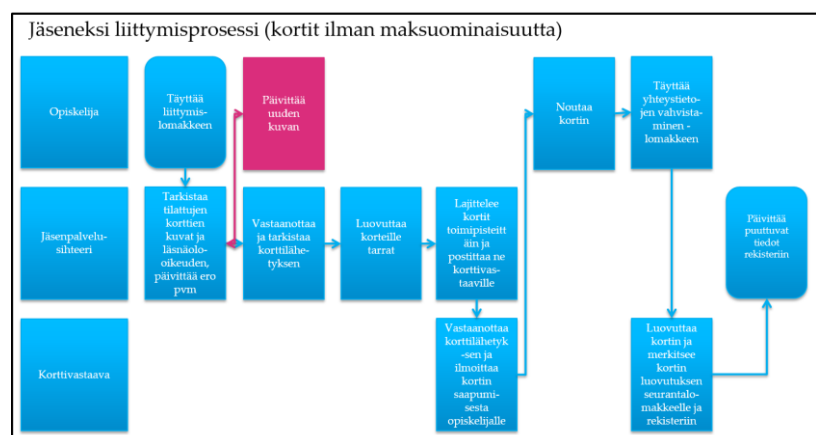 Jäseneksi liittymisprosessi (kortit ilman maksuominaisuutta)
Opiskelija
Täyttää
liittymis-
lomakkeen
Päivittää
uuden
kuvan
Noutaa
kortin
Täyttää
yhteystieto-
jen vahvista-
minen -
lomakkeen
Jäsenpalvelu-
sihteeri
Tarkistaa
tilattujen
korttien
kuvat ja
läsnäolo-
oikeuden,
päivittää ero
pvm
Vastaanottaa
ja tarkistaa
korttilähe-
tyksen
Luovuttaa
korteille
tarrat
Lajittelee
kortit
toimipisteitt
äin ja
postittaa ne
korttivas-
taaville
Päivittää
puuttuvat
tiedot
rekisteriin
Korttivastaava
Vastaanottaa
korttilähetyk
-sen ja
ilmoittaa
kortin
saapumi-
sesta
opiskelijalle
Luovuttaa
kortin ja
merkitsee
kortin
luovutuksen
seurantalo-
makkeelle ja
rekisteriin